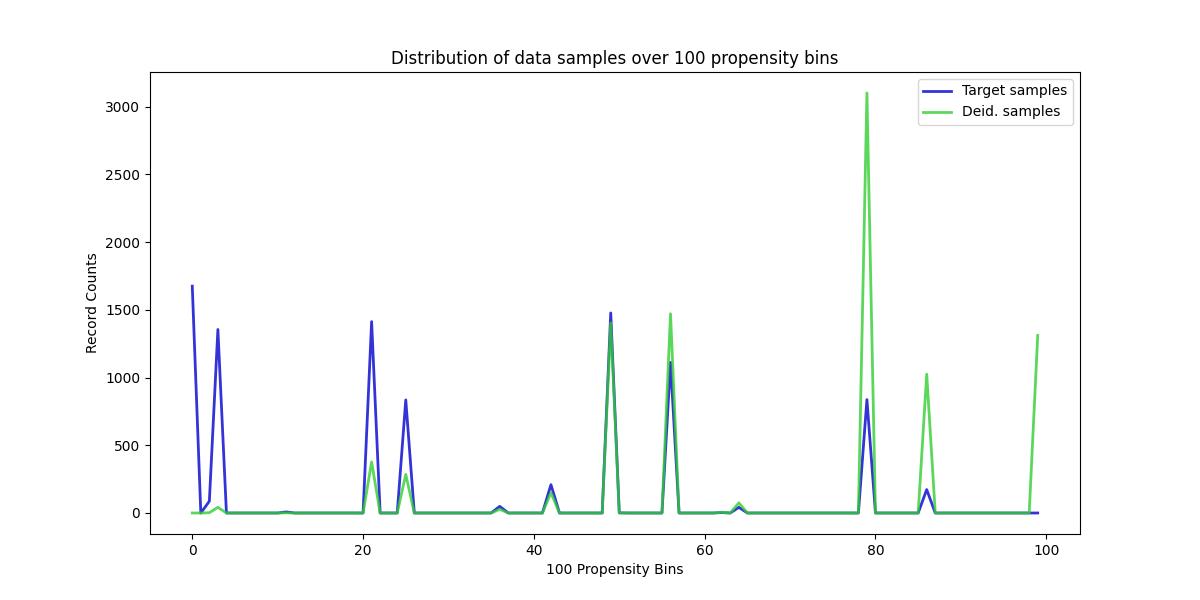 Distribution of data samples over 100 propensity bins
Target samples
Deid. samples
3000
2500
2000
1500
1000
500
0
Record Counts
0 20 40 60 80 100
100 Propensity Bins